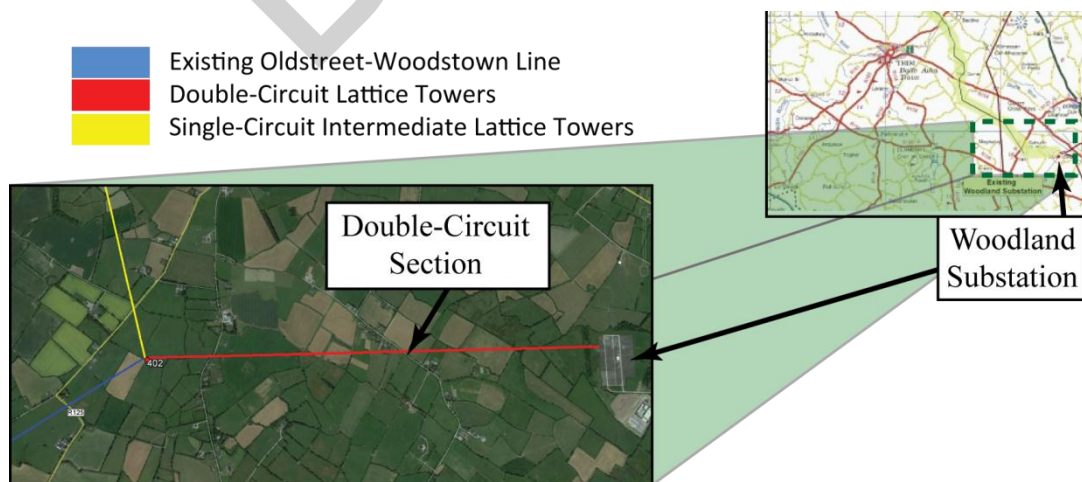 Existing Oldstreet-Woodstown Line
Double-Circuit Lattice Towers
Single-Circuit Intermediate Lattice Towers
TRIM
Existing
Woodland Substation
Double-Circuit
Section
Woodland
Substation
402
R125